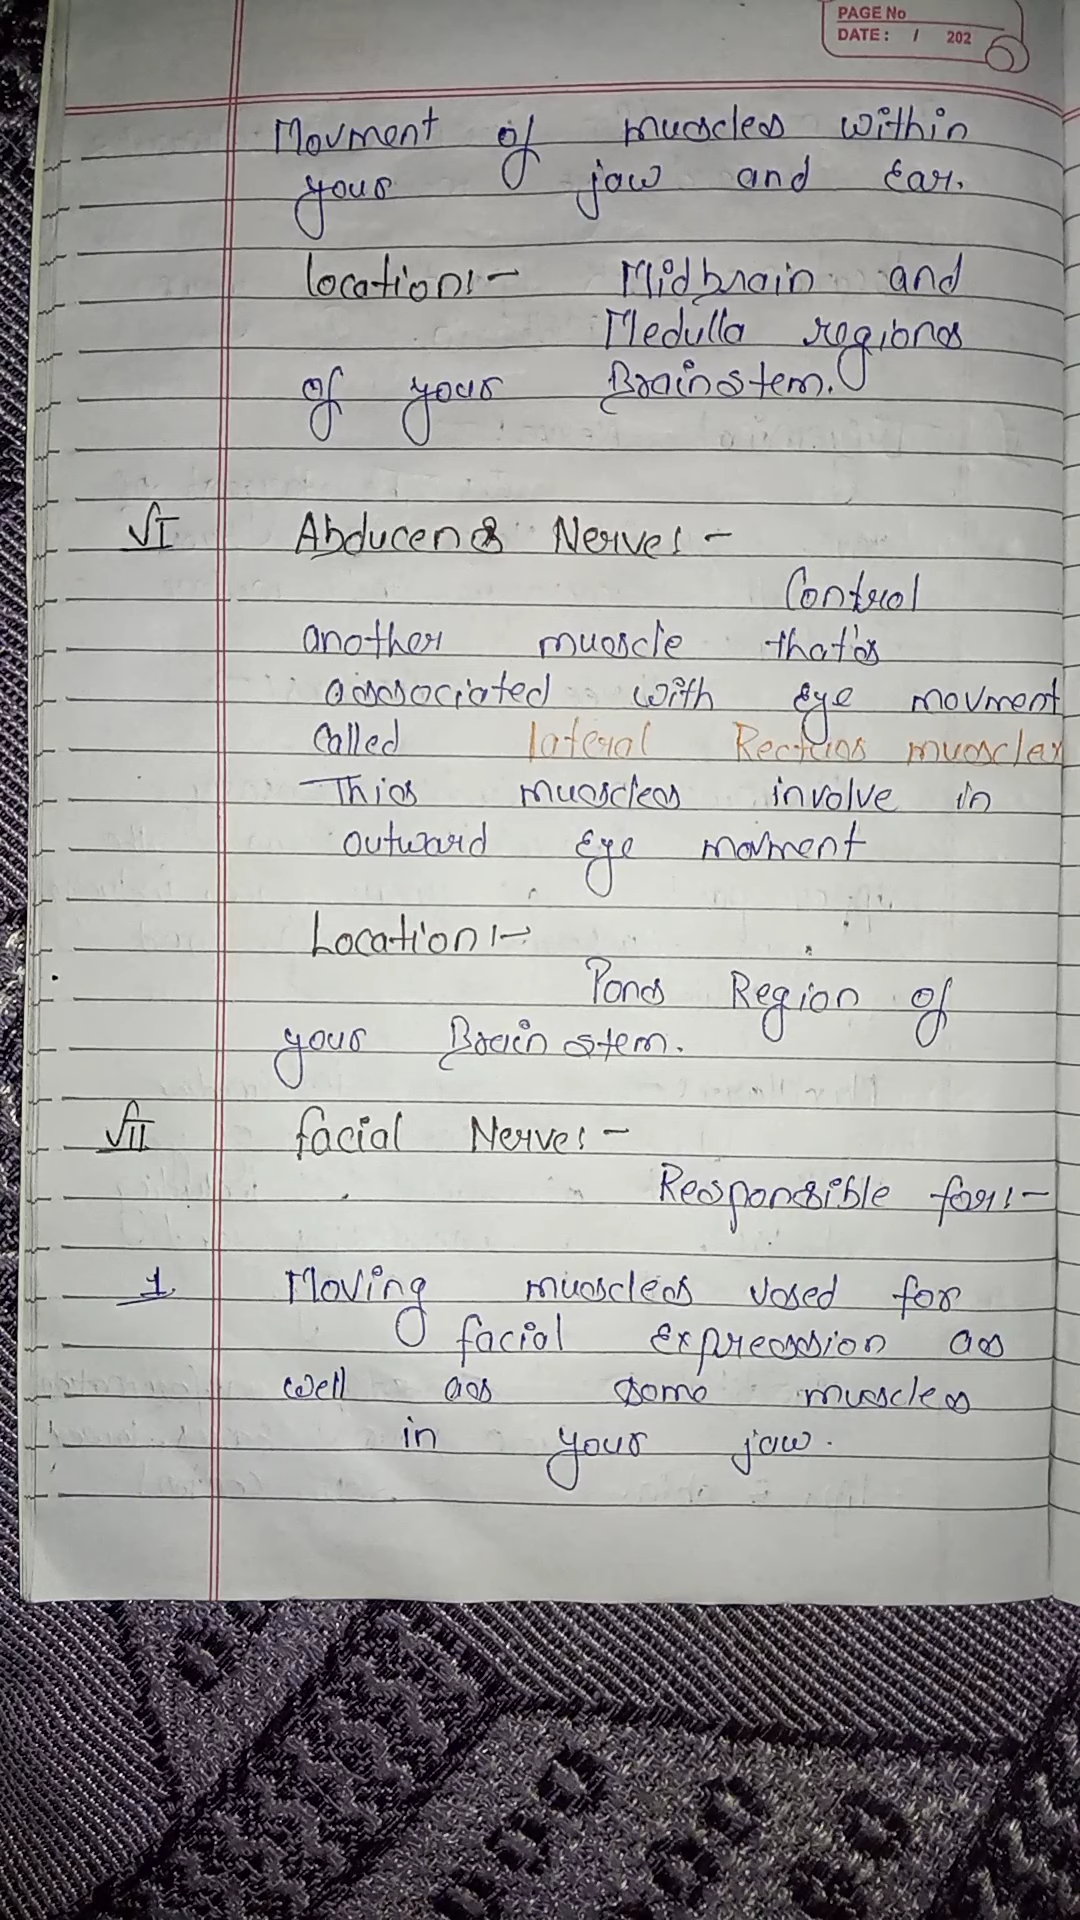 PAGE No
DATE: / 202
Movment of muscles within
your jaw and Ear.
location:- Midbrain and
Medulla regions
of your Brainstem.
VI Abducens Nerve:-
Control
another muscle that's
associated with Eye movment
Called lateral Rectus muscles
This muscles involve in
outward Eye movment
Location:-
Pons Region of
your Brain stem.
VII facial Nerve:-
Responsible for:-
1. Moving muscles used for
facial Expression as
well as some muscles
in your jaw.